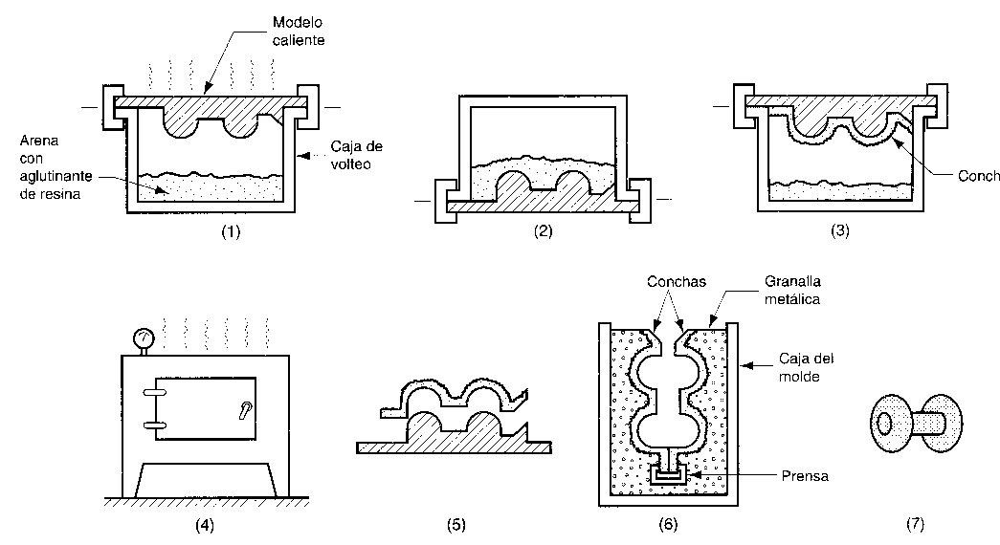 Modelo
caliente
Arena
con
aglutinante
de resina
Caja de
volteo
(1)
(2)
Conch
(3)
(4)
(5)
Conchas
Granalla
metálica
Caja del
molde
Prensa
(6)
(7)